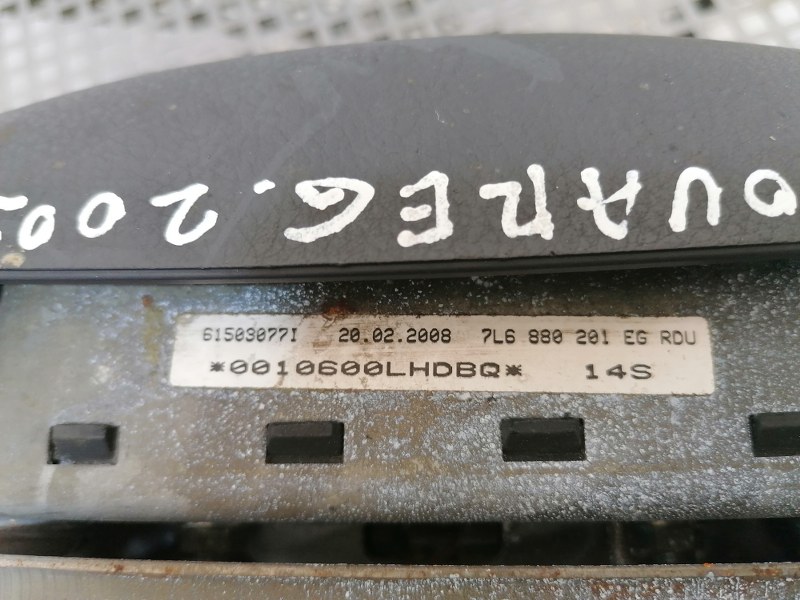 OUAREG. 200
61503077I 20.02.2008 7L6 880 201 EG RDU
*0010600LHDBQ* 14S